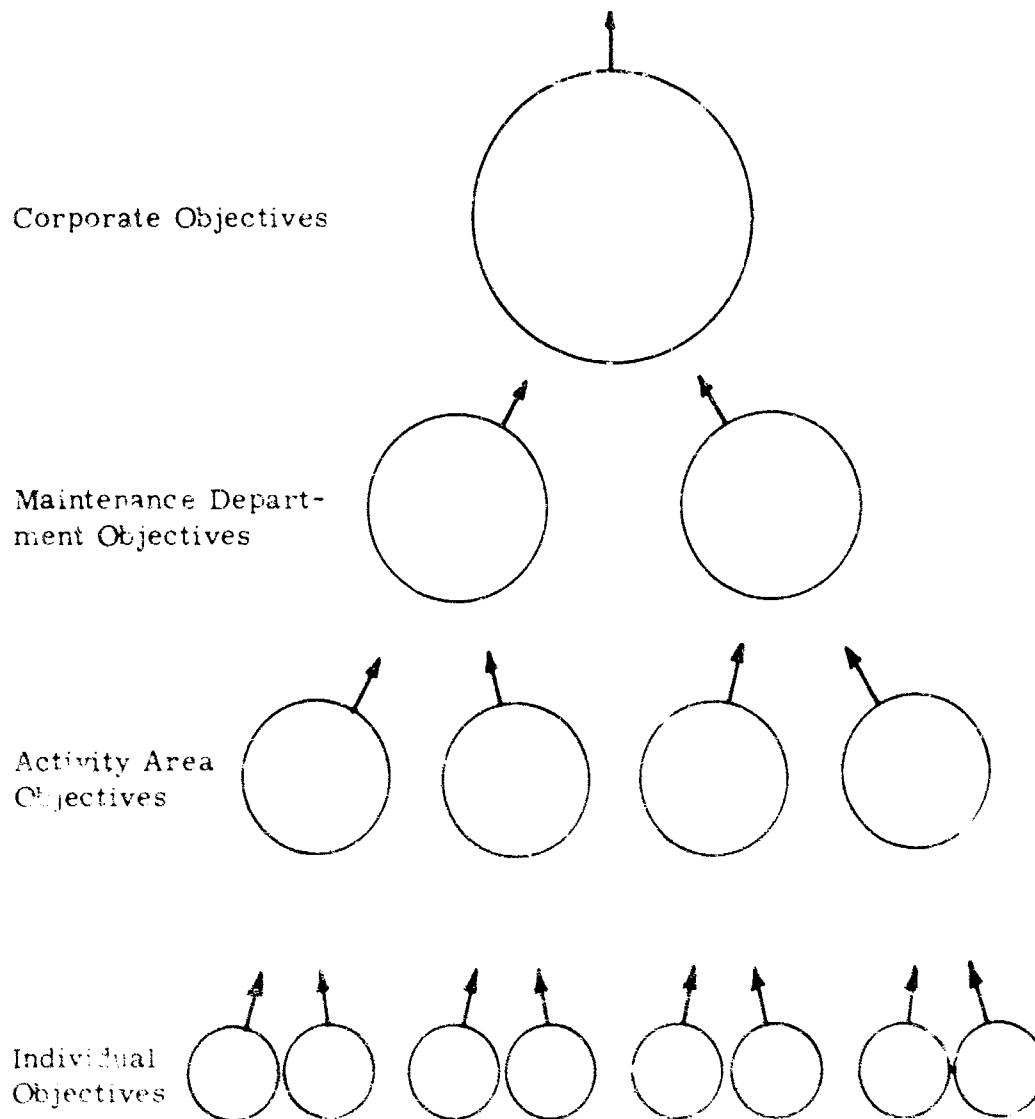 Corporate Objectives
Maintenance Depart-
ment Objectives
Activity Area
Objectives
Individual
Objectives